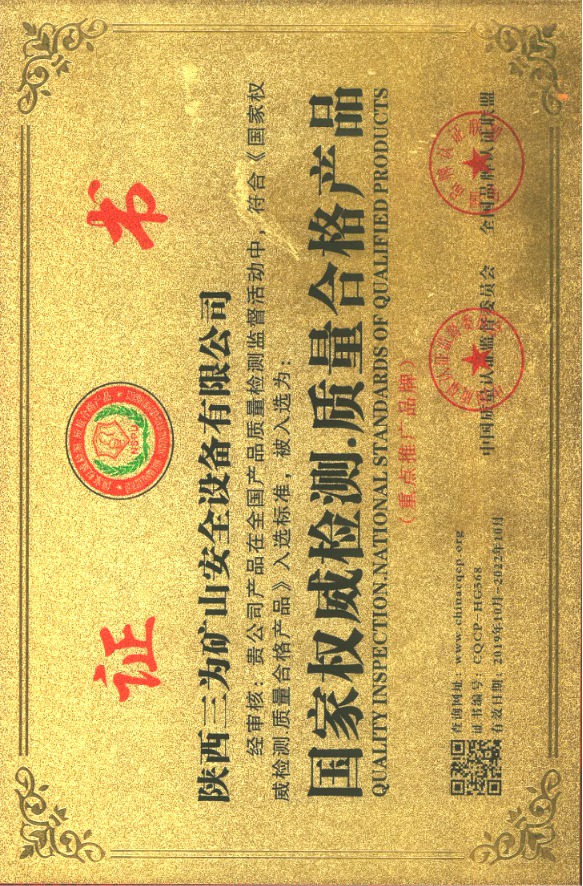 证 书
陕西三为矿山安全设备有限公司
经审核：贵公司产品在全国产品质量检测监督活动中，符合《国家权
威检测.质量合格产品》入选标准，被入选为：
国家权威检测.质量合格产品
QUALITY INSPECTION.NATIONAL STANDARDS OF QUALIFIED PRODUCTS
（重点推广品牌）
查询网址：www.chinacqcp.org
证书编号：CQCP-HG568
有效日期：2019年10月-2022年10月
中国质量认证监督委员会
全国品牌认证联盟